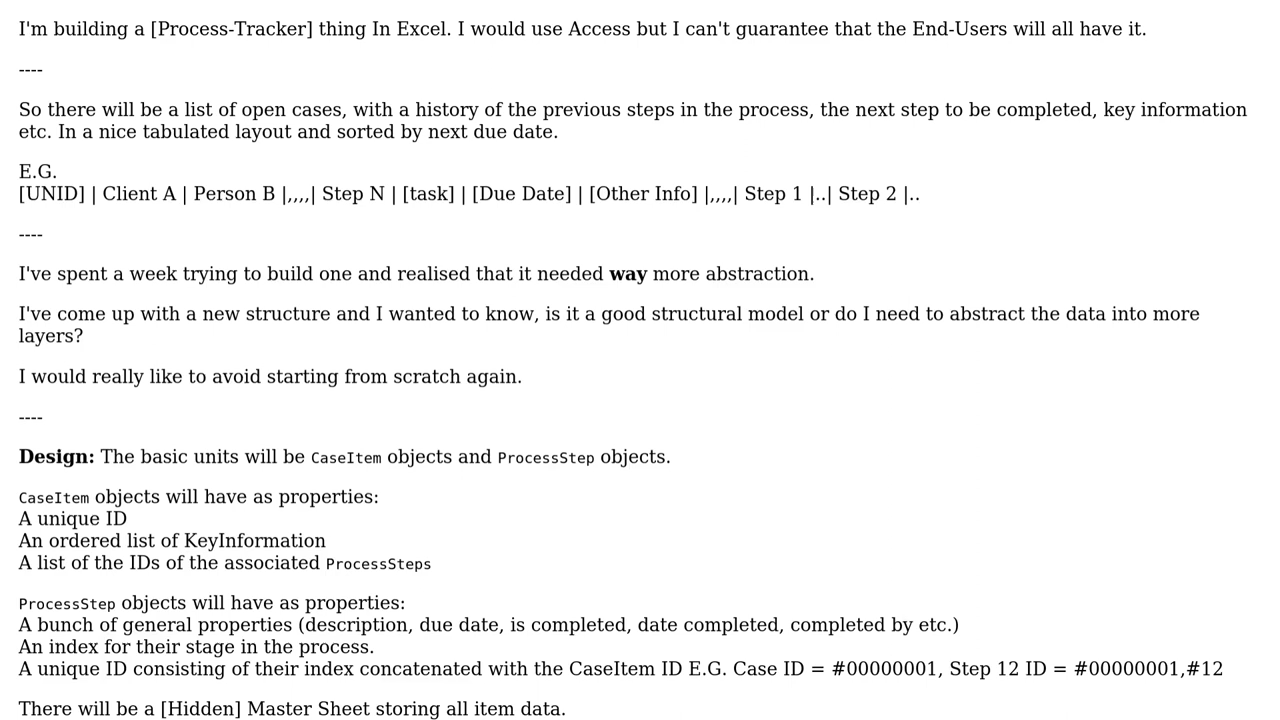 I'm building a [Process-Tracker] thing In Excel. I would use Access but I can't guarantee that the End-Users will all have it.
----
So there will be a list of open cases, with a history of the previous steps in the process, the next step to be completed, key information
etc. In a nice tabulated layout and sorted by next due date.
E.G.
[UNID] | Client A | Person B |,,,,| Step N | [task] | [Due Date] | [Other Info] |,,,,| Step 1 |..| Step 2 |..
----
I've spent a week trying to build one and realised that it needed way more abstraction.
I've come up with a new structure and I wanted to know, is it a good structural model or do I need to abstract the data into more
layers?
I would really like to avoid starting from scratch again.
----
Design: The basic units will be CaseItem objects and ProcessStep objects.
CaseItem objects will have as properties:
A unique ID
An ordered list of KeyInformation
A list of the IDs of the associated ProcessSteps
ProcessStep objects will have as properties:
A bunch of general properties (description, due date, is completed, date completed, completed by etc.)
An index for their stage in the process.
A unique ID consisting of their index concatenated with the CaseItem ID E.G. Case ID = #00000001, Step 12 ID = #00000001,#12
There will be a [Hidden] Master Sheet storing all item data.